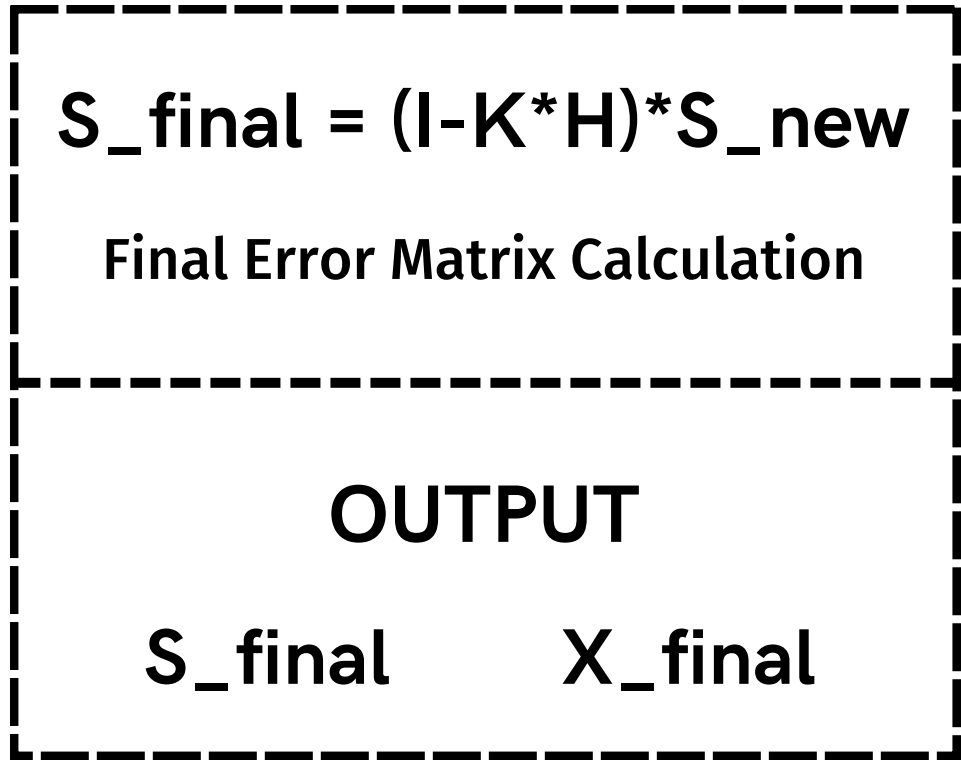 S_final = (I-K*H)*S_new
Final Error Matrix Calculation
OUTPUT
S_final X_final